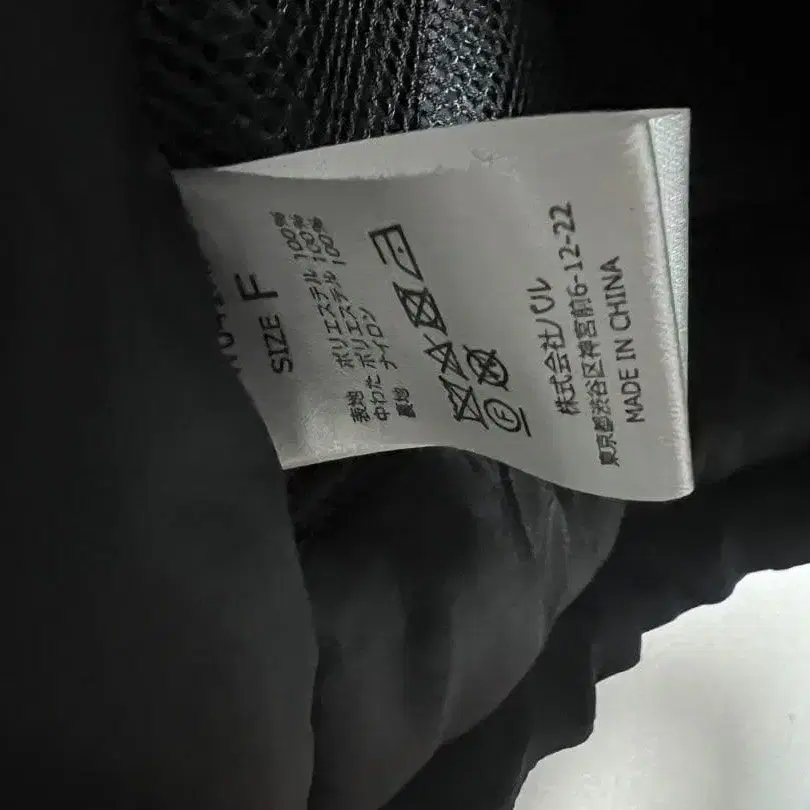 SIZE F
表地 ポリエステル 100%
中わた ポリエステル 100%
裏地 ナイロン 100%
株式会社バル
東京都渋谷区神宮前6-12-22
MADE IN CHINA